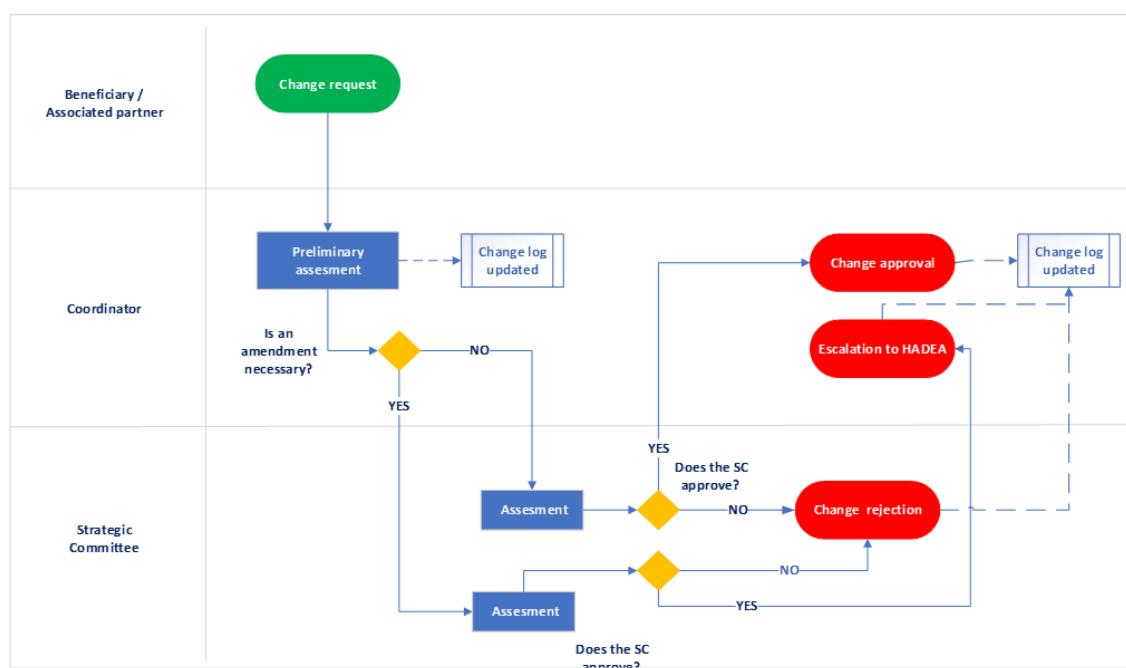 Beneficiary /
Associated partner
Change request
Coordinator
Preliminary
assesment
Change log
updated
Change approval
Change log
updated
Escalation to HADEA
Is an
amendment
necessary?
NO
YES
Strategic
Committee
YES
Does the SC
approve?
Assesment
NO
Change rejection
NO
Assesment
YES
Does the SC
approve?